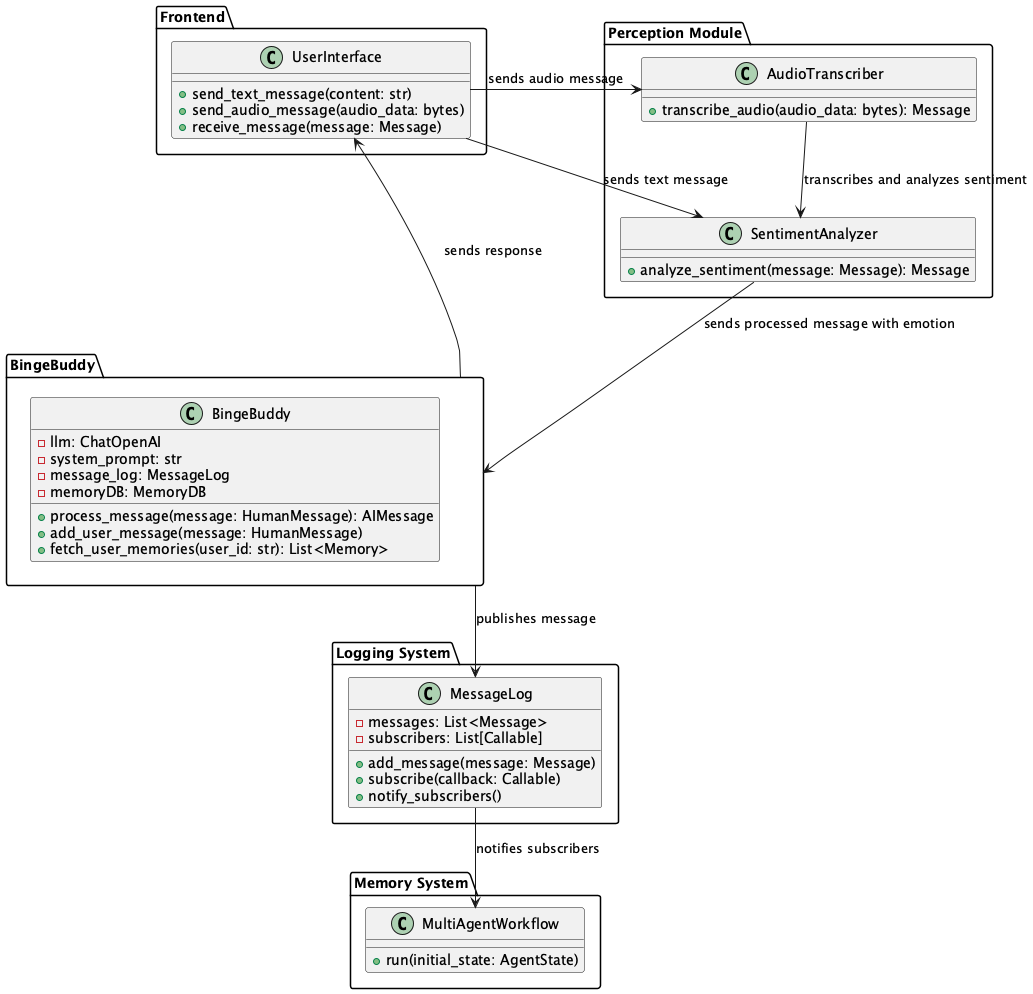 Frontend
C UserInterface
send_text_message(content: str)
send_audio_message(audio_data: bytes)
receive_message(message: Message)
sends audio message
Perception Module
C AudioTranscriber
transcribe_audio(audio_data: bytes): Message
sends text message
transcribes and analyzes sentiment
C SentimentAnalyzer
analyze_sentiment(message: Message): Message
sends response
sends processed message with emotion
BingeBuddy
C BingeBuddy
llm: ChatOpenAI
system_prompt: str
message_log: MessageLog
memoryDB: MemoryDB
process_message(message: HumanMessage): AIMessage
add_user_message(message: HumanMessage)
fetch_user_memories(user_id: str): List<Memory>
publishes message
Logging System
C MessageLog
messages: List<Message>
subscribers: List[Callable]
add_message(message: Message)
subscribe(callback: Callable)
notify_subscribers()
notifies subscribers
Memory System
C MultiAgentWorkflow
run(initial_state: AgentState)